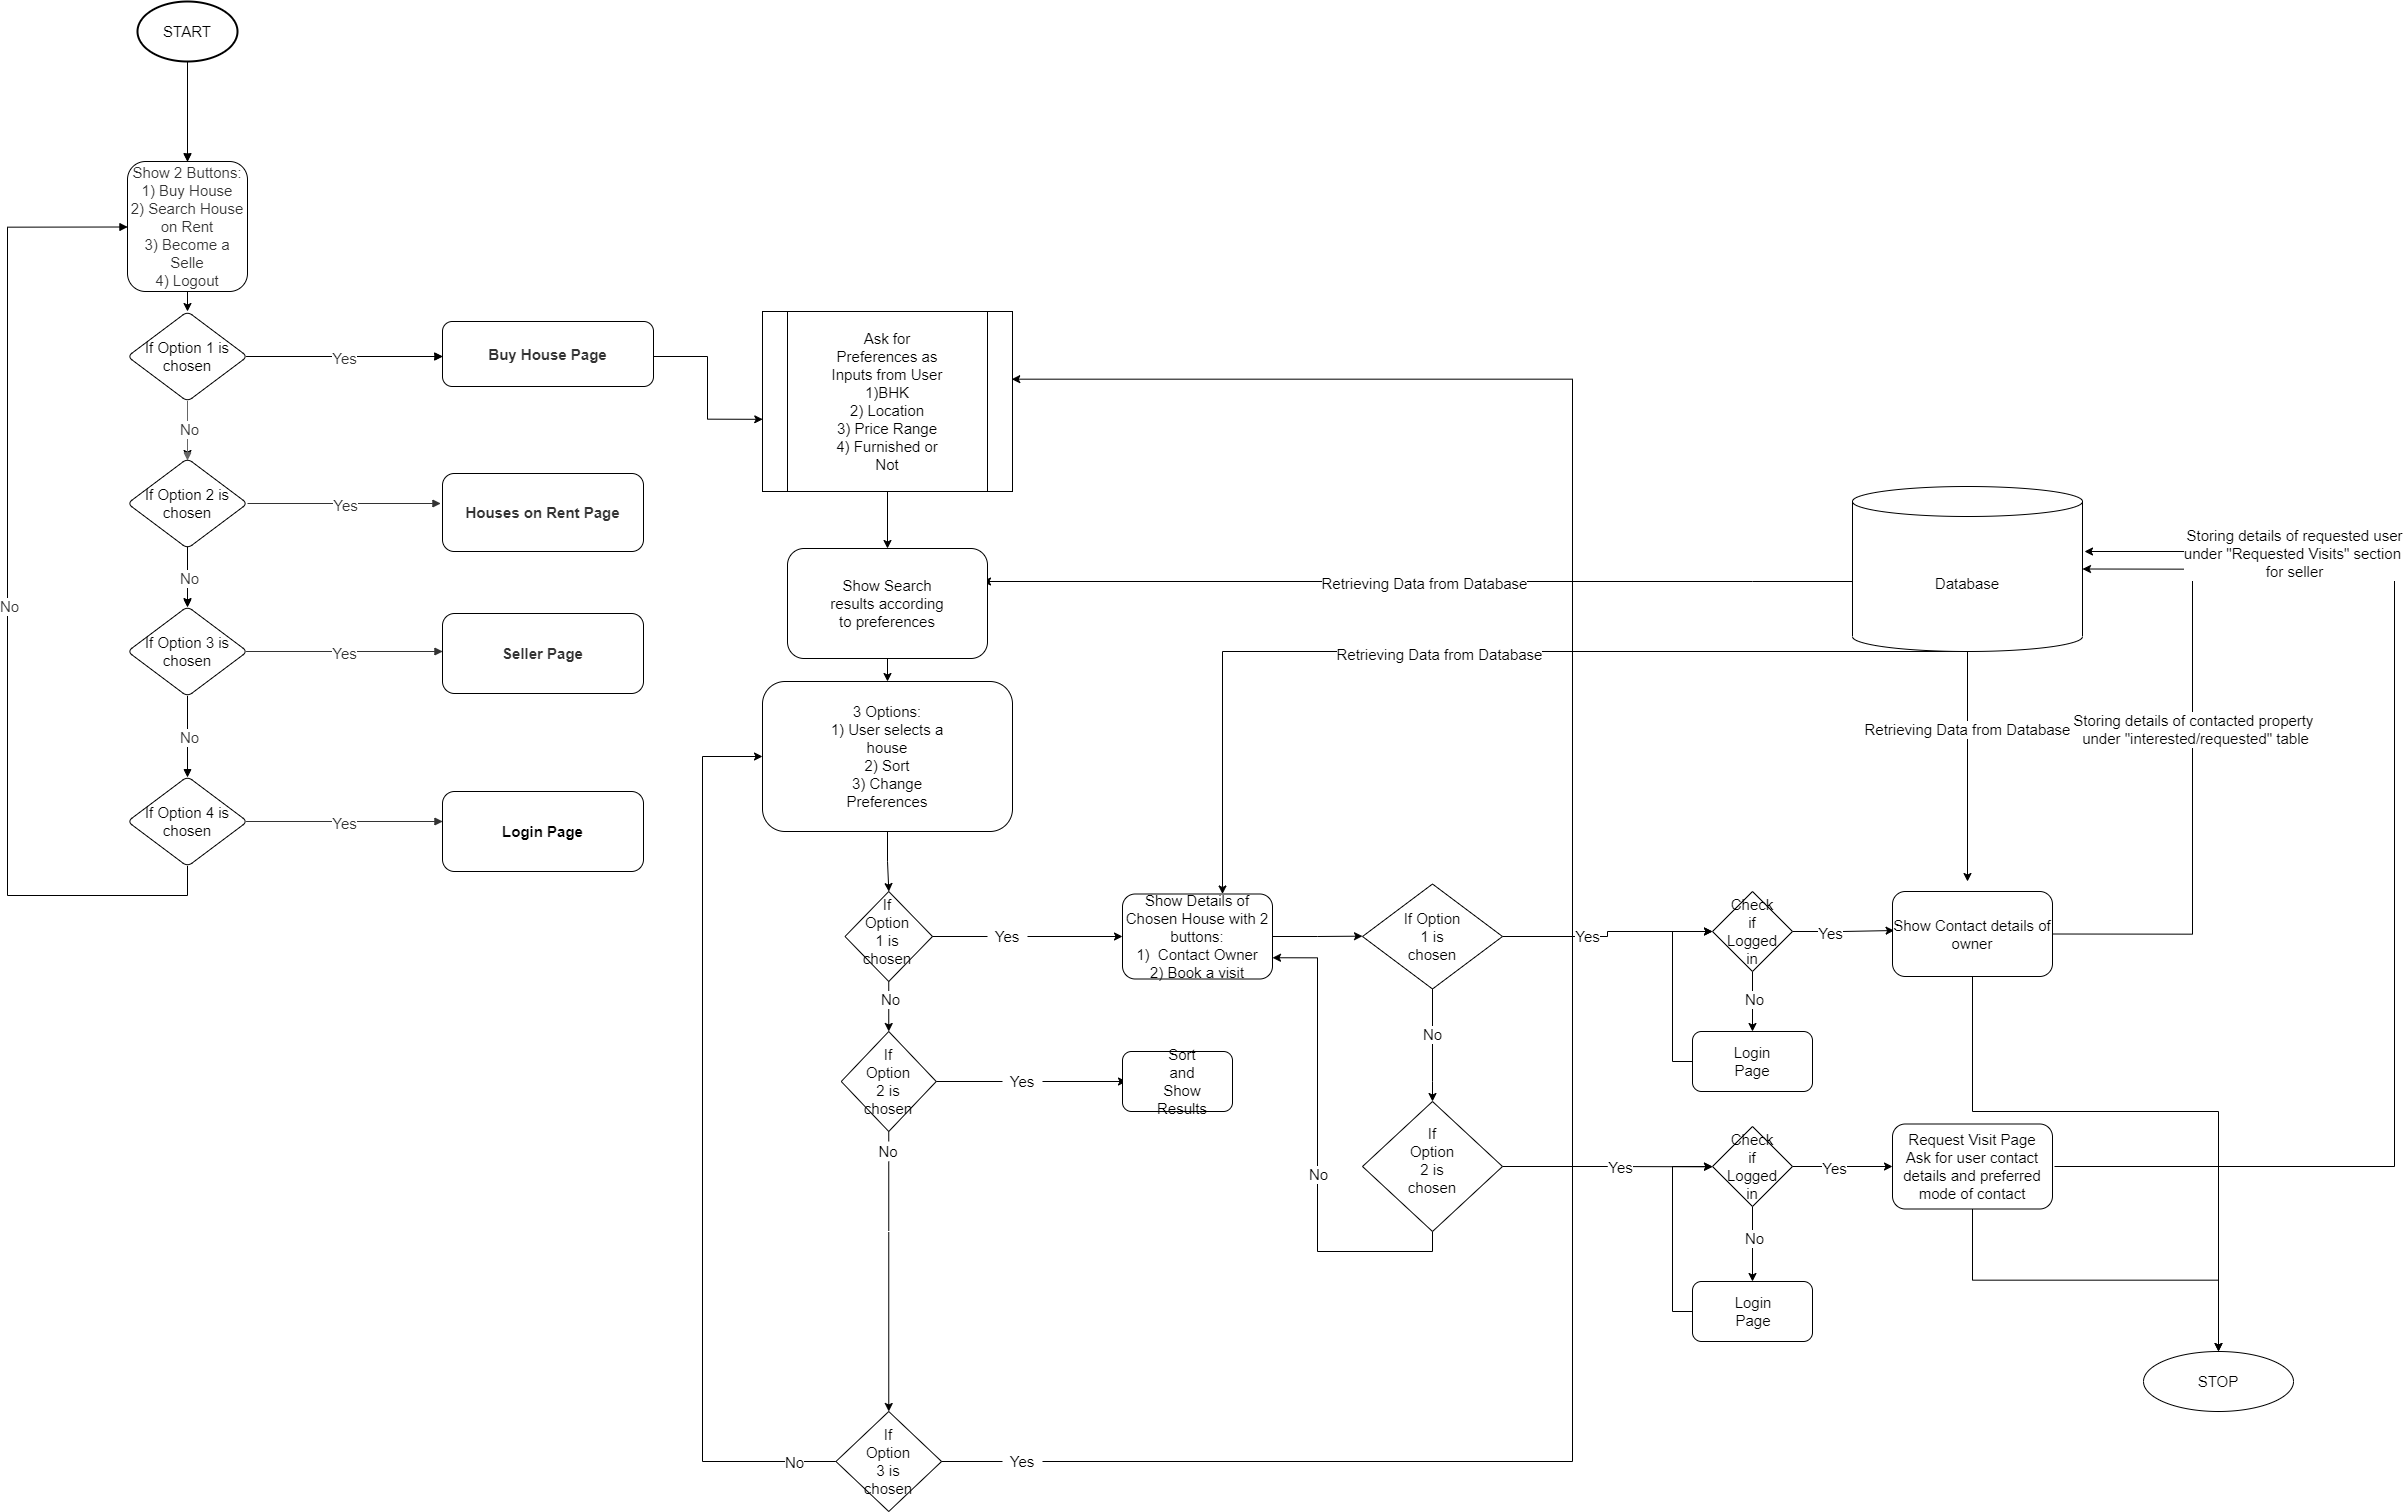 START
Show 2 Buttons:
1) Buy House
2) Search House
on Rent
3) Become a
Selle
4) Logout
If Option 1 is
chosen
Yes
Buy House Page
No
If Option 2 is
chosen
Yes
Houses on Rent Page
No
If Option 3 is
chosen
Yes
Seller Page
No
If Option 4 is
chosen
Yes
Login Page
No
Ask for
Preferences as
Inputs from User
1)BHK
2) Location
3) Price Range
4) Furnished or
Not
Show Search
results according
to preferences
Retrieving Data from Database
Database
Storing details of requested user
under "Requested Visits" section
for seller
Retrieving Data from Database
Retrieving Data from Database
Storing details of contacted property
under "interested/requested" table
3 Options:
1) User selects a
house
2) Sort
3) Change
Preferences
If
Option
1 is
chosen
Yes
Show Details of
Chosen House with 2
buttons:
1)  Contact Owner
2) Book a visit
If Option
1 is
chosen
Yes
Check
if
Logged
in
Yes
Show Contact details of
owner
No
Login
Page
No
If
Option
2 is
chosen
Yes
Sort
and
Show
Results
No
No
If
Option
2 is
chosen
Yes
Check
if
Logged
in
Yes
Request Visit Page
Ask for user contact
details and preferred
mode of contact
No
Login
Page
No
STOP
If
Option
3 is
chosen
Yes
No